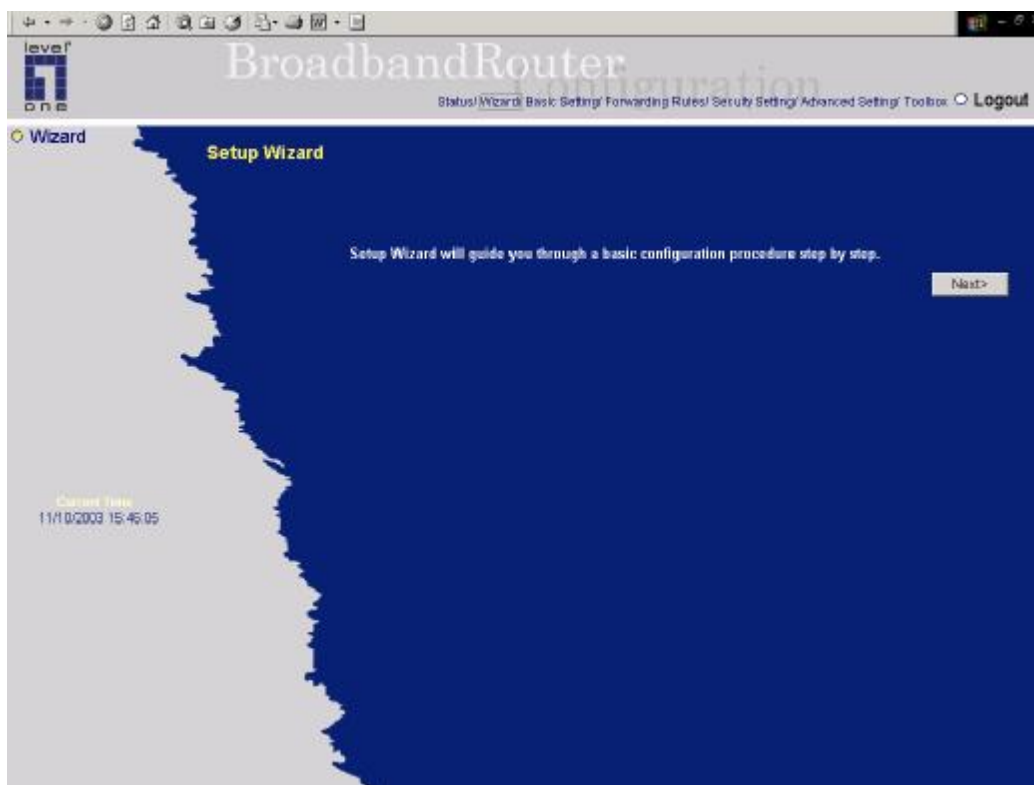 level
one
BroadbandRouter
Configuration
Status/ Wizard/ Basic Setting/ Forwarding Rules/ Security Setting/ Advanced Setting/ Toolbox Logout
Wizard
Setup Wizard
Setup Wizard will guide you through a basic configuration procedure step by step.
Next>
Current Time
11/10/2003 15:46:05